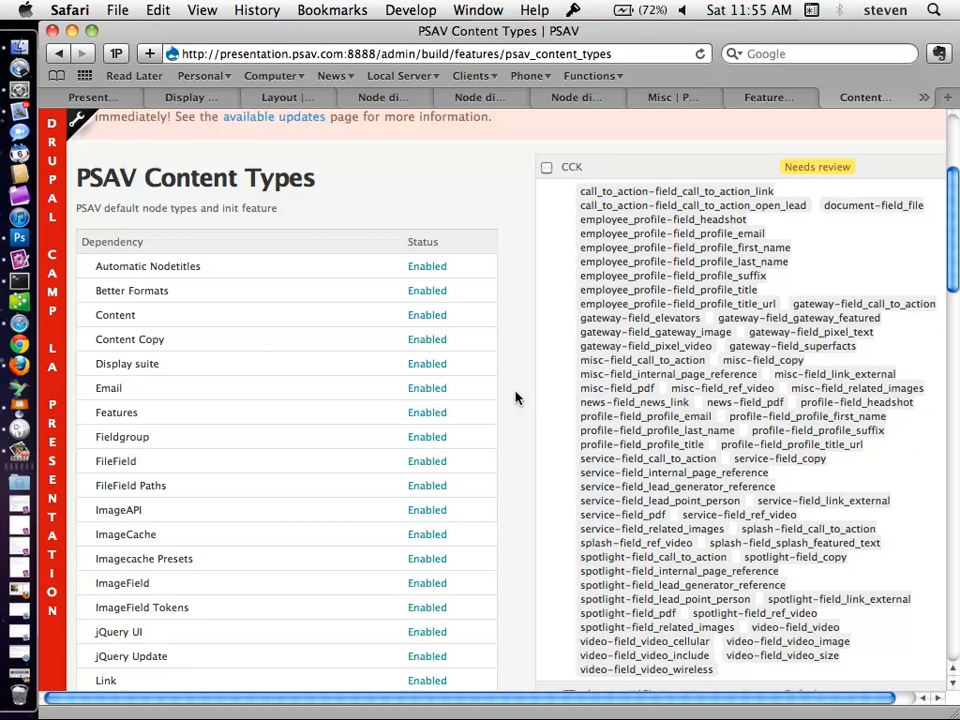 Safari File Edit View History Bookmarks Develop Window Help (72%) Sat 11:55 AM steven
PSAV Content Types | PSAV
1P http://presentation.psav.com:8888/admin/build/features/psav_content_types Google
Read Later Personal Computer News Local Server Clients Phone Functions
Present... Display ... Layout |... Node di... Node di... Node di... Misc | P... Feature... Content...
immediately! See the available updates page for more information.
DRUPAL CAMP LA PRESENTATION
PSAV Content Types
PSAV default node types and init feature
Dependency Status
Automatic Nodetitles Enabled
Better Formats Enabled
Content Enabled
Content Copy Enabled
Display suite Enabled
Email Enabled
Features Enabled
Fieldgroup Enabled
FileField Enabled
FileField Paths Enabled
ImageAPI Enabled
ImageCache Enabled
Imagecache Presets Enabled
ImageField Enabled
ImageField Tokens Enabled
jQuery UI Enabled
jQuery Update Enabled
Link Enabled
CCK Needs review
call_to_action-field_call_to_action_link
call_to_action-field_call_to_action_open_lead document-field_file
employee_profile-field_headshot
employee_profile-field_profile_email
employee_profile-field_profile_first_name
employee_profile-field_profile_last_name
employee_profile-field_profile_suffix
employee_profile-field_profile_title
employee_profile-field_profile_title_url gateway-field_call_to_action
gateway-field_elevators gateway-field_gateway_featured
gateway-field_gateway_image gateway-field_pixel_text
gateway-field_pixel_video gateway-field_superfacts
misc-field_call_to_action misc-field_copy
misc-field_internal_page_reference misc-field_link_external
misc-field_pdf misc-field_ref_video misc-field_related_images
news-field_news_link news-field_pdf profile-field_headshot
profile-field_profile_email profile-field_profile_first_name
profile-field_profile_last_name profile-field_profile_suffix
profile-field_profile_title profile-field_profile_title_url
service-field_call_to_action service-field_copy
service-field_internal_page_reference
service-field_lead_generator_reference
service-field_lead_point_person service-field_link_external
service-field_pdf service-field_ref_video
service-field_related_images splash-field_call_to_action
splash-field_ref_video splash-field_splash_featured_text
spotlight-field_call_to_action spotlight-field_copy
spotlight-field_internal_page_reference
spotlight-field_lead_generator_reference
spotlight-field_lead_point_person spotlight-field_link_external
spotlight-field_pdf spotlight-field_ref_video
spotlight-field_related_images video-field_video
video-field_video_cellular video-field_video_image
video-field_video_include video-field_video_size
video-field_video_wireless